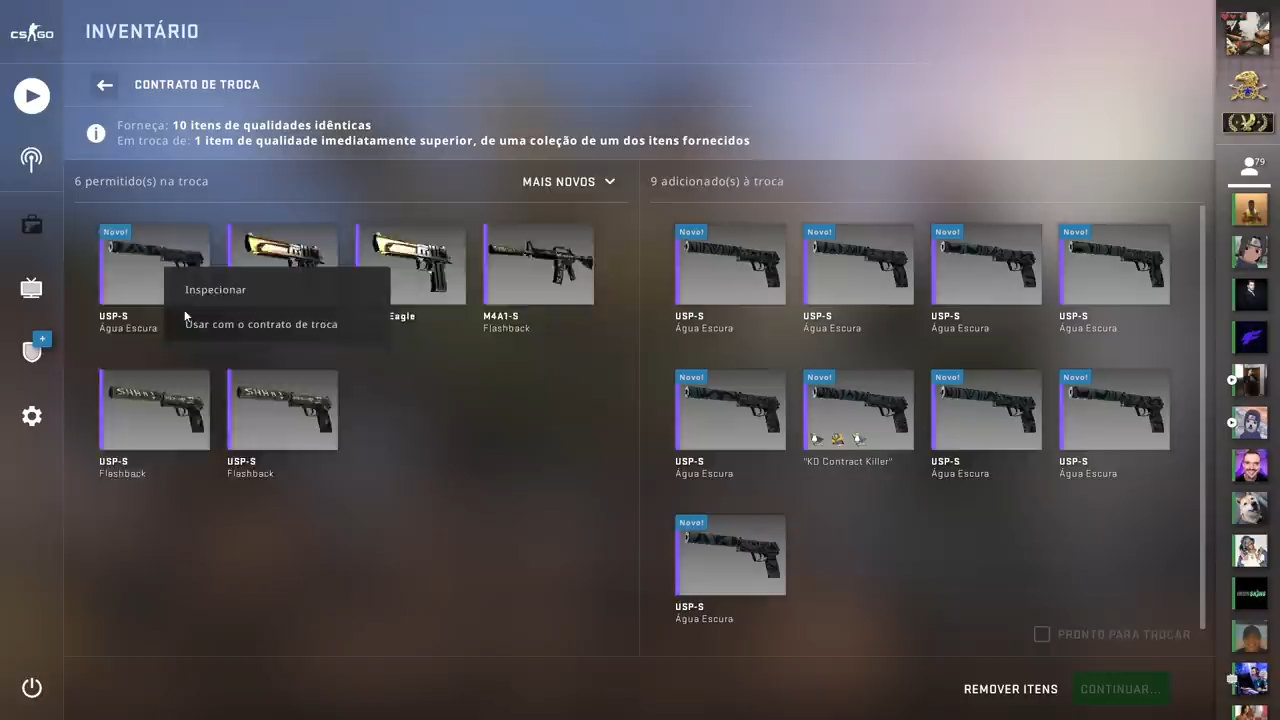 CS GO
INVENTÁRIO
CONTRATO DE TROCA
Forneça: 10 itens de qualidades idênticas
Em troca de: 1 item de qualidade imediatamente superior, de uma coleção de um dos itens fornecidos
79
6 permitido(s) na troca
MAIS NOVOS
Novo!
Inspecionar
Usar com o contrato de troca
USP-S
Água Escura
Eagle
M4A1-S
Flashback
USP-S
Flashback
USP-S
Flashback
9 adicionado(s) à troca
Novo!
Novo!
Novo!
Novo!
USP-S
Água Escura
USP-S
Água Escura
USP-S
Água Escura
USP-S
Água Escura
Novo!
Novo!
Novo!
Novo!
USP-S
Água Escura
"KD Contract Killer"
USP-S
Água Escura
USP-S
Água Escura
Novo!
USP-S
Água Escura
PRONTO PARA TROCAR
REMOVER ITENS
CONTINUAR...